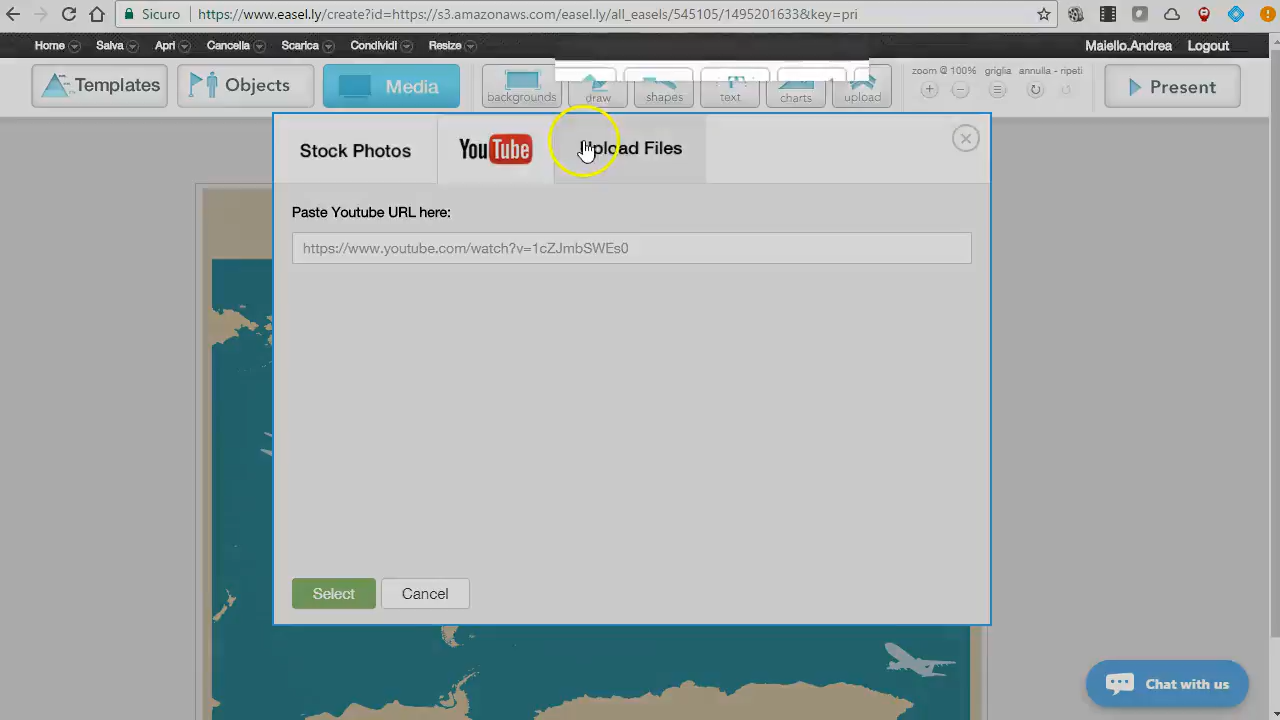 Sicuro https://www.easel.ly/create?id=https://s3.amazonaws.com/easel.ly/all_easels/545105/1495201633&key=pri
Home Salva Apri Cancella Scarica Condividi Resize Maiello.Andrea Logout
Templates Objects Media backgrounds draw shapes text charts upload zoom @ 100% griglia annulla - ripeti Present
Stock Photos YouTube Upload Files
Paste Youtube URL here:
https://www.youtube.com/watch?v=1cZJmbSWEs0
Select Cancel
Chat with us